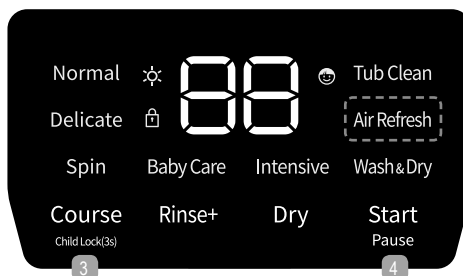 Normal 88 Tub Clean
Delicate Air Refresh
Spin Baby Care Intensive Wash&Dry
Course Rinse+ Dry Start
Child Lock(3s) Pause
3 4